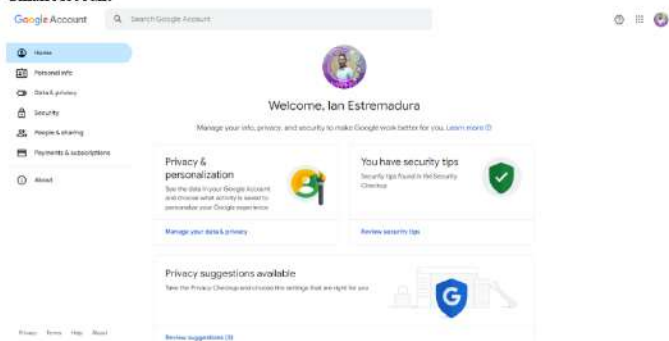 Google Account
Search Google Account
Home
Personal info
Data & privacy
Security
People & sharing
Payments & subscriptions
About
Welcome, Ian Estremadura
Manage your info, privacy, and security to make Google work better for you. Learn more
Privacy &
personalization
See the data in your Google Account
and choose what activity is saved to
personalize your Google experience
Manage your data & privacy
You have security tips
Security tips found in the Security
Checkup
Review security tips
Privacy suggestions available
Take the Privacy Checkup and choose the settings that are right for you
G
Review suggestions (3)
Privacy Terms Help About